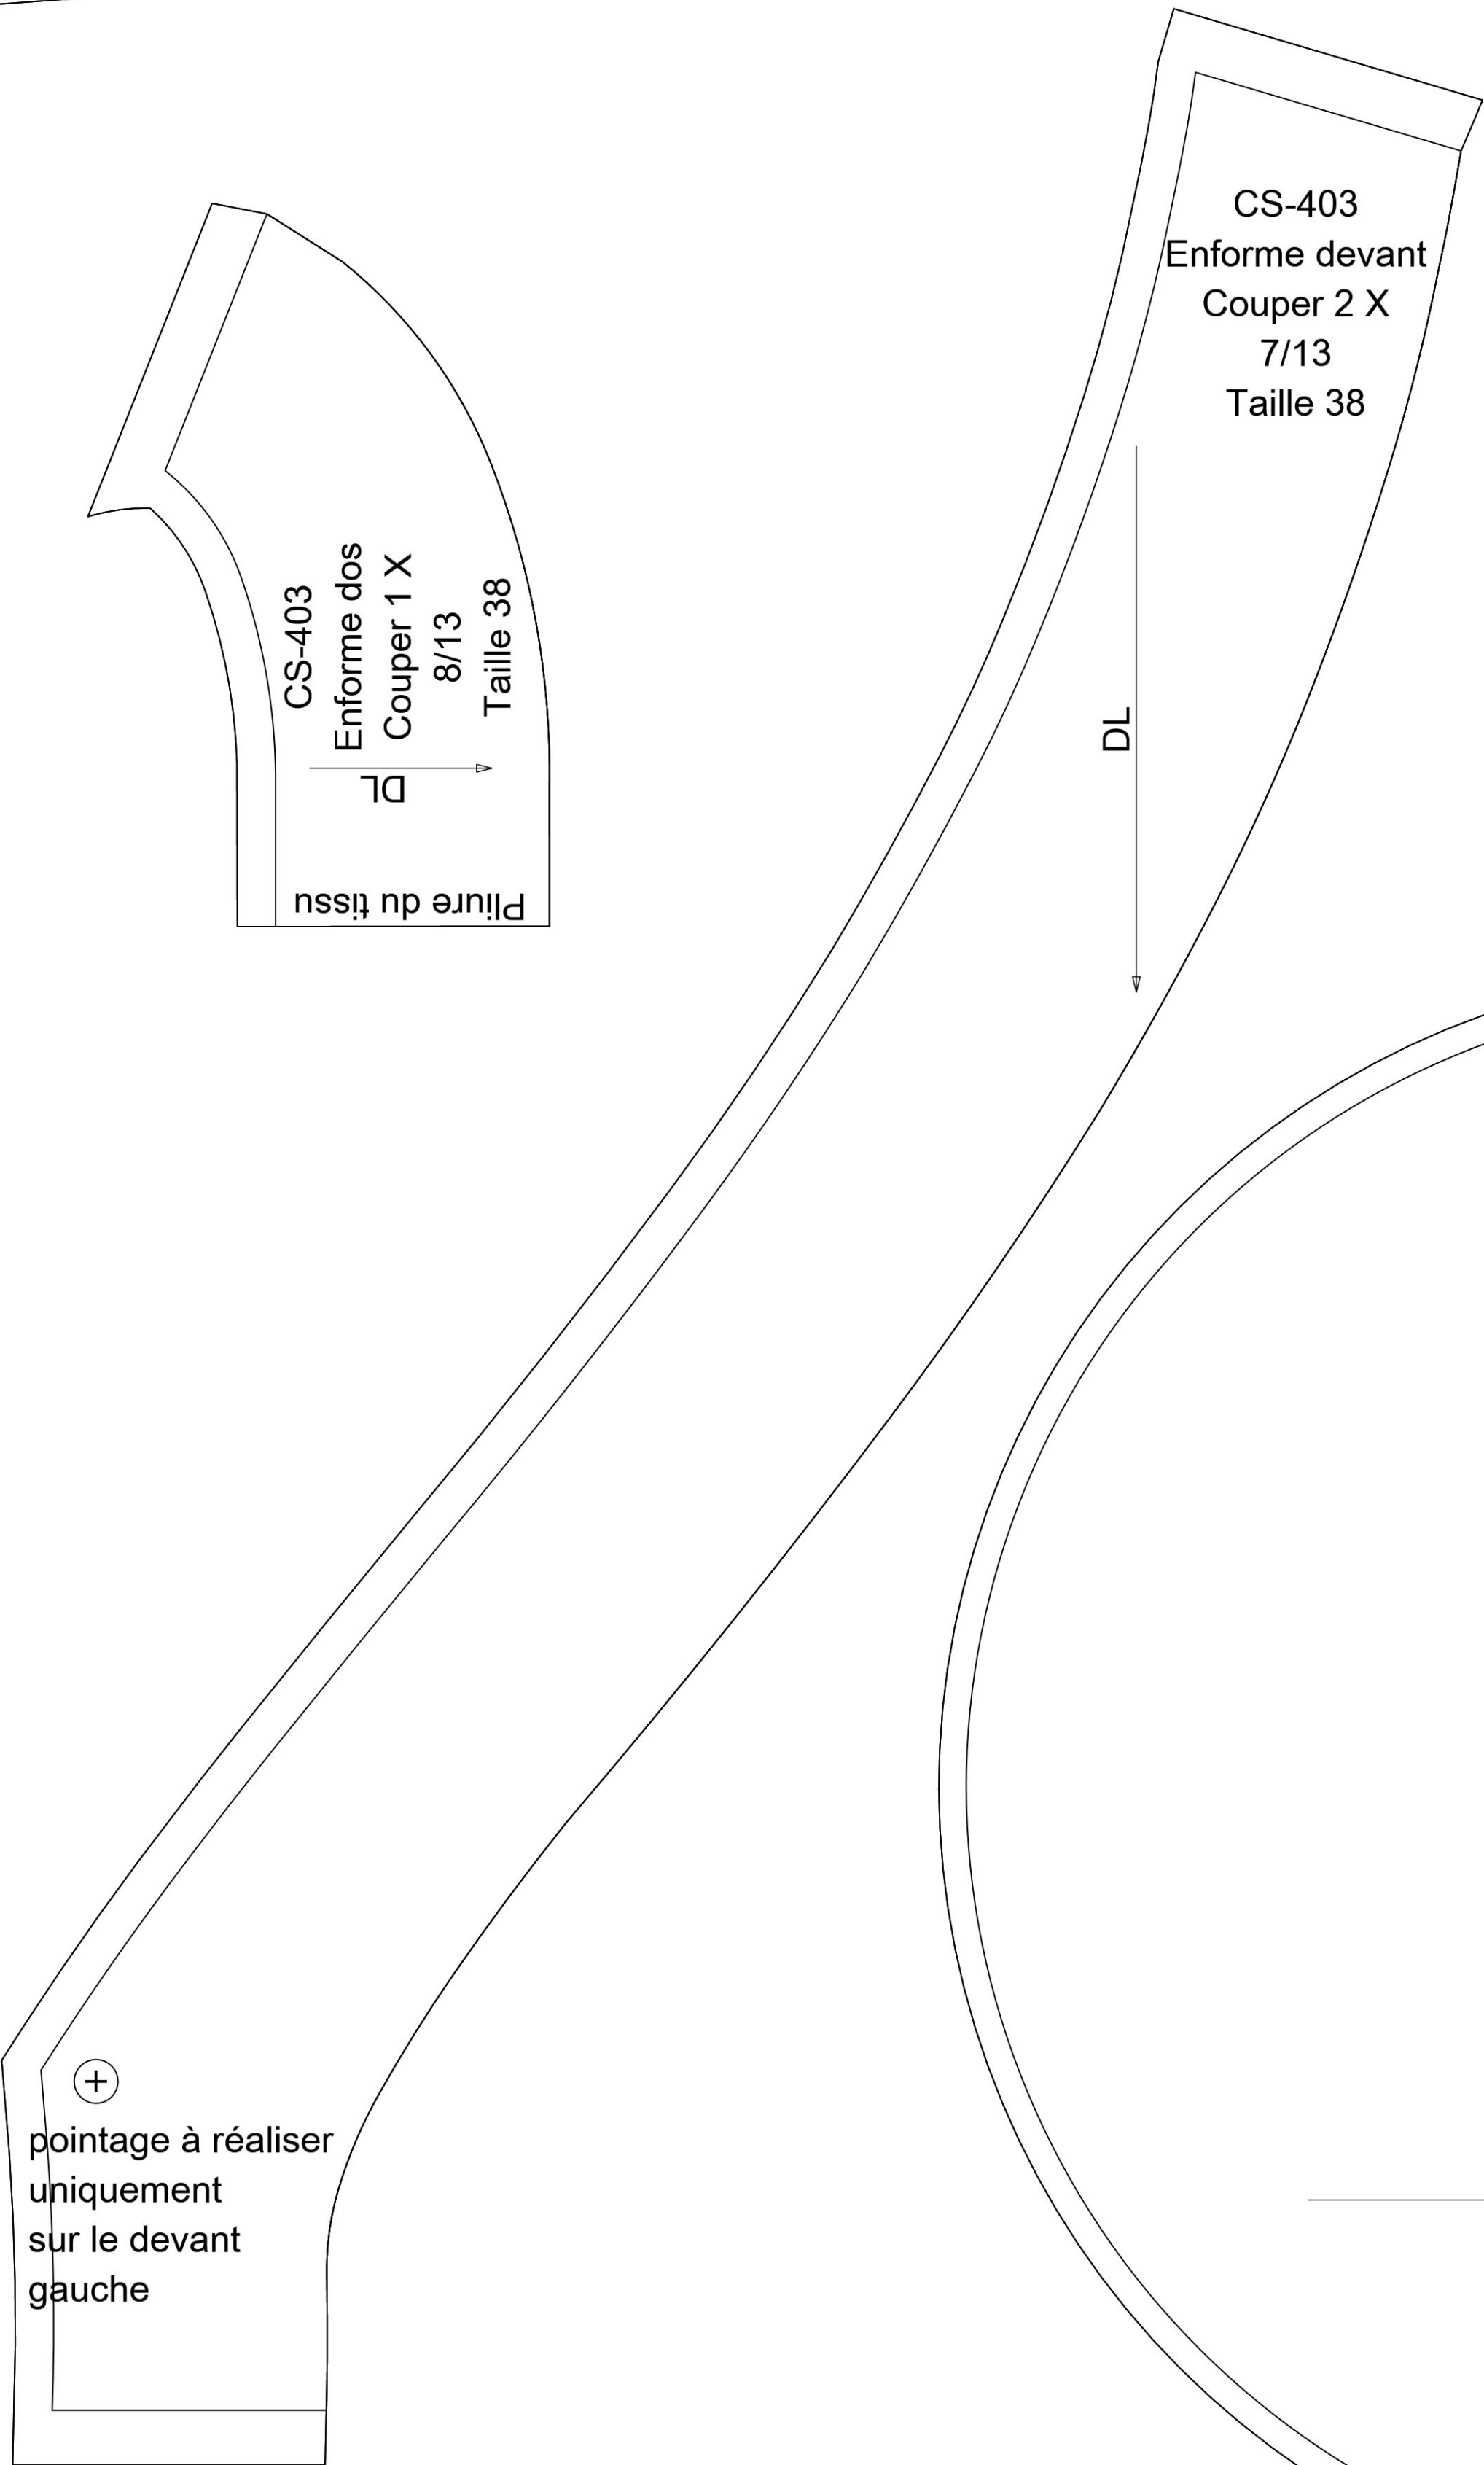 CS-403
Enforme devant
Couper 2 X
7/13
Taille 38
DL
CS-403
Enforme dos
Couper 1 X
8/13
Taille 38
DL
Pliure du tissu
pointage à réaliser
uniquement
sur le devant
gauche